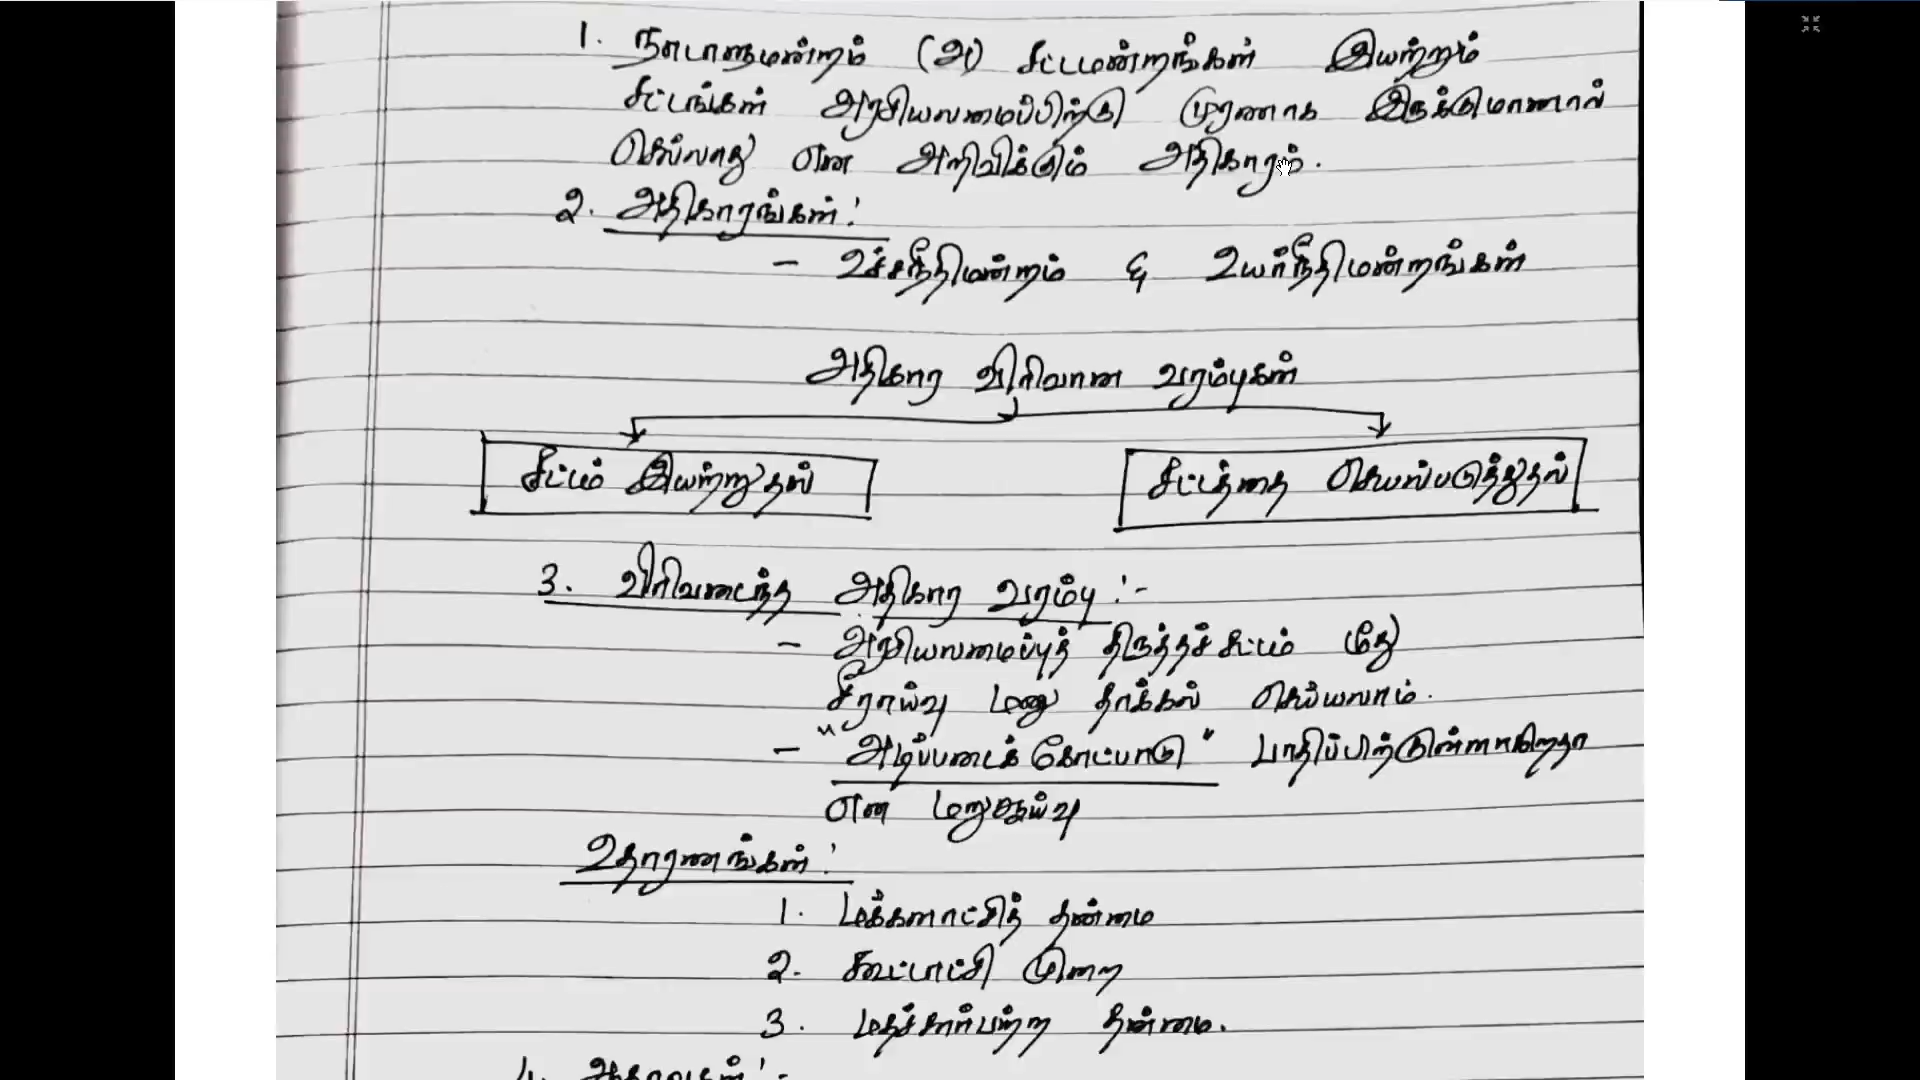 1. நாடாளுமன்றம் (அ) சட்டமன்றங்கள் இயற்றும்
சட்டங்கள் அரசியலமைப்பிற்கு முரணாக இருக்குமானால்
செல்லாது என அறிவிக்கும் அதிகாரம்.
2. அதிகாரங்கள் :
- உச்சநீதிமன்றம் & உயர்நீதிமன்றங்கள்
அதிகார விரிவான வரம்புகள்
சட்டம் இயற்றுதல்
சட்டத்தை செயல்படுத்துதல்
3. விரிவடைந்த அதிகார வரம்பு :-
- அரசியலமைப்புத் திருத்தச்சட்டம் மீது
சீராய்வு மனு தாக்கல் செய்யலாம்.
- "அடிப்படைக் கோட்பாடு" பாதிப்பிற்குள்ளாகிறதா
என மறுஆய்வு
உதாரணங்கள் :
1. மக்களாட்சித் தன்மை
2. கூட்டாட்சி முறை
3. மதச்சார்பற்ற தன்மை.